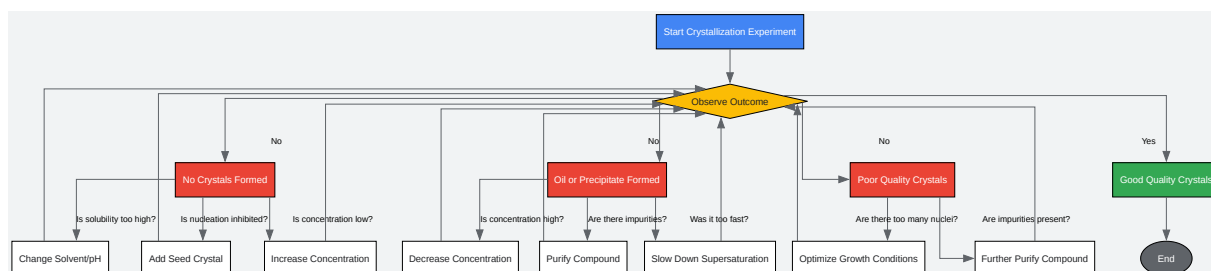 Start Crystallization Experiment
Observe Outcome
No
No
No
Yes
No Crystals Formed
Oil or Precipitate Formed
Poor Quality Crystals
Good Quality Crystals
Is solubility too high?
Is nucleation inhibited?
Is concentration low?
Is concentration high?
Are there impurities?
Was it too fast?
Are there too many nuclei?
Are impurities present?
Change Solvent/pH
Add Seed Crystal
Increase Concentration
Decrease Concentration
Purify Compound
Slow Down Supersaturation
Optimize Growth Conditions
Further Purify Compound
End